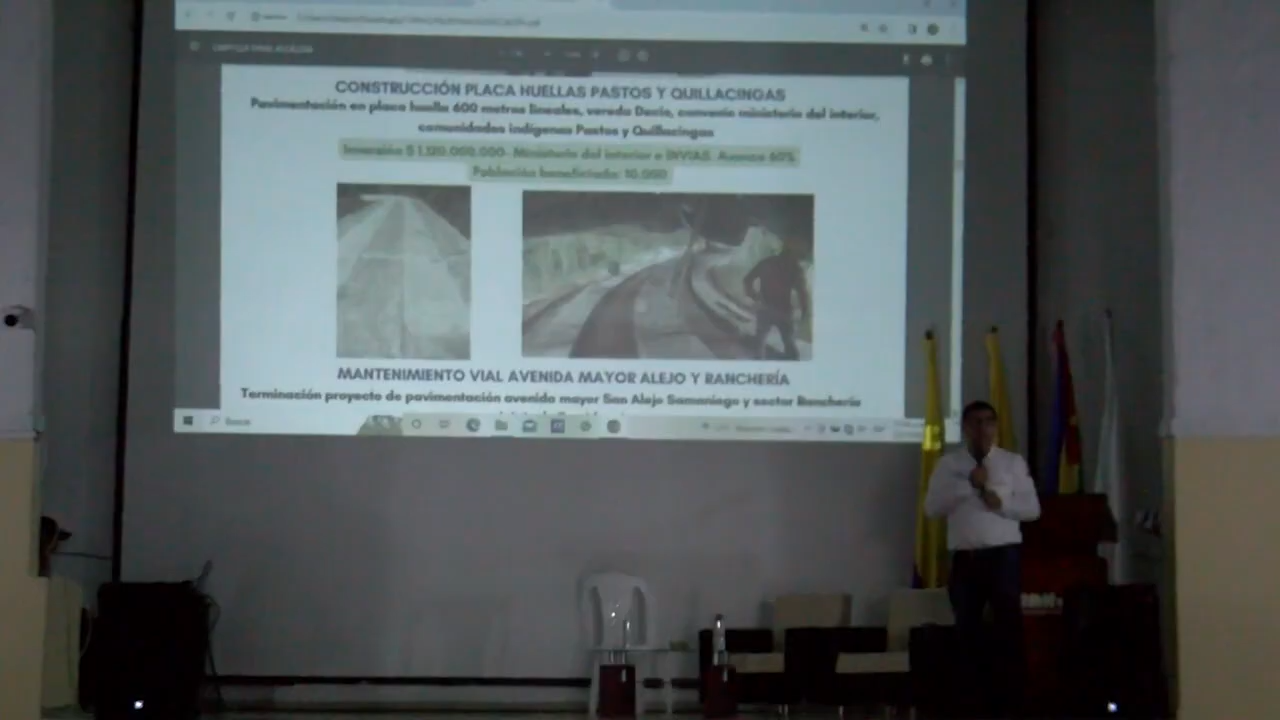 CONSTRUCCIÓN PLACA HUELLAS PASTOS Y QUILLACINGAS
Pavimentación en placa huella 600 metros lineales, vereda Decio, convenio ministerio del interior,
comunidades indígenas Pastos y Quillacingas
Inversión $ 1.120.000.000- Ministerio del interior e INVIAS. Avance 60%
Población beneficiada: 10.000
MANTENIMIENTO VIAL AVENIDA MAYOR ALEJO Y RANCHERÍA
Terminación proyecto de pavimentación avenida mayor San Alejo Samaniego y sector Ranchería
Buscar